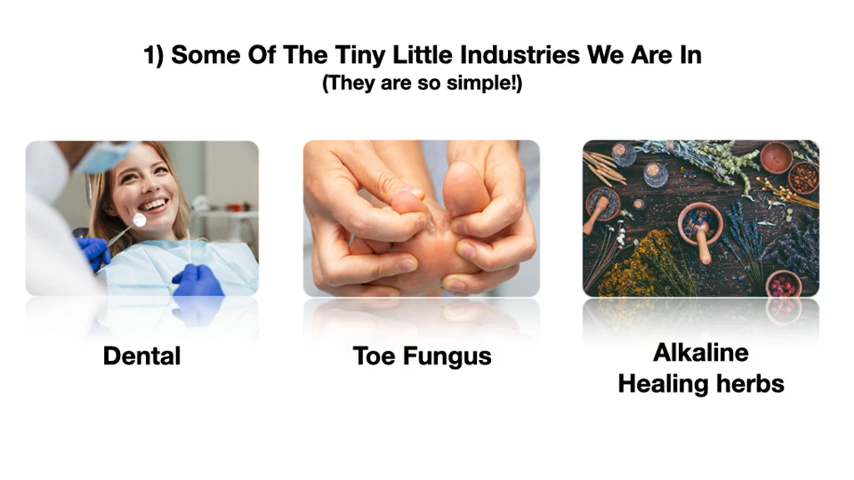 1) Some Of The Tiny Little Industries We Are In
(They are so simple!)
Dental
Toe Fungus
Alkaline
Healing herbs